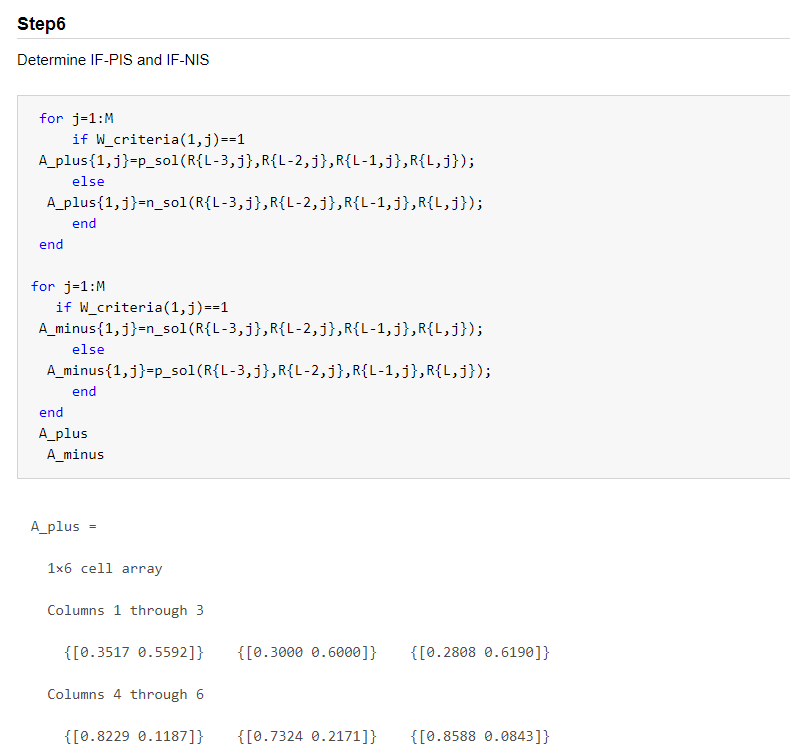 Step6
Determine IF-PIS and IF-NIS
for j=1:M
if W_criteria(1,j)==1
A_plus{1,j}=p_sol(R{L-3,j},R{L-2,j},R{L-1,j},R{L,j});
else
A_plus{1,j}=n_sol(R{L-3,j},R{L-2,j},R{L-1,j},R{L,j});
end
end
for j=1:M
if W_criteria(1,j)==1
A_minus{1,j}=n_sol(R{L-3,j},R{L-2,j},R{L-1,j},R{L,j});
else
A_minus{1,j}=p_sol(R{L-3,j},R{L-2,j},R{L-1,j},R{L,j});
end
end
A_plus
A_minus
A_plus =
1×6 cell array
Columns 1 through 3
{[0.3517 0.5592]} {[0.3000 0.6000]} {[0.2808 0.6190]}
Columns 4 through 6
{[0.8229 0.1187]} {[0.7324 0.2171]} {[0.8588 0.0843]}